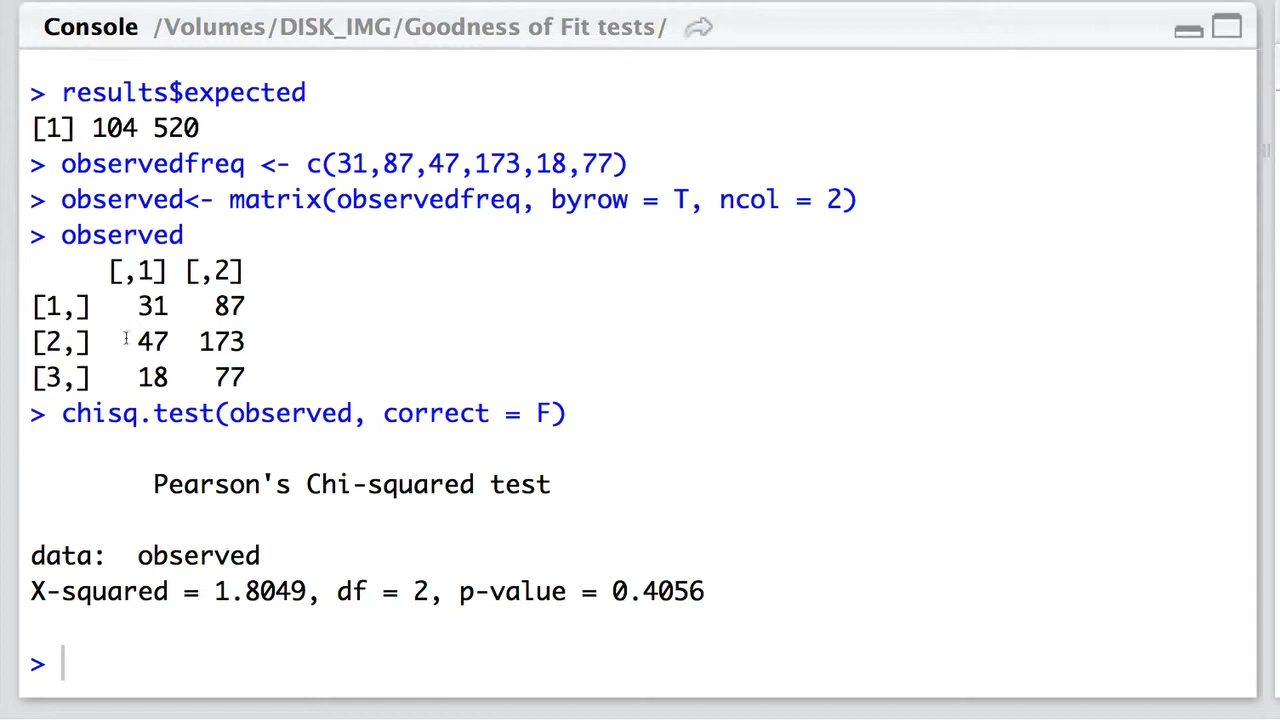 Console /Volumes/DISK_IMG/Goodness of Fit tests/
> results$expected
[1] 104 520
> observedfreq <- c(31,87,47,173,18,77)
> observed<- matrix(observedfreq, byrow = T, ncol = 2)
> observed
[,1] [,2]
[1,] 31 87
[2,] 47 173
[3,] 18 77
> chisq.test(observed, correct = F)
Pearson's Chi-squared test
data: observed
X-squared = 1.8049, df = 2, p-value = 0.4056
>